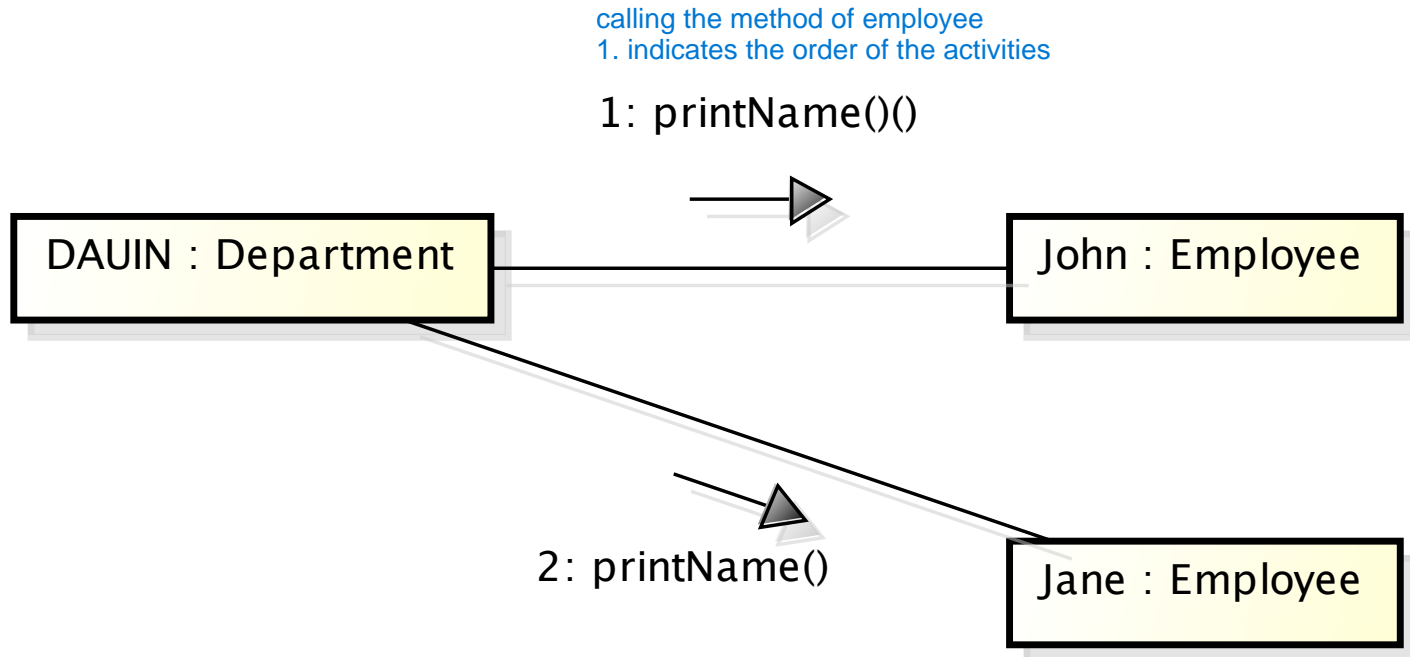 calling the method of employee
1. indicates the order of the activities
1: printName()()
DAUIN : Department
John : Employee
2: printName()
Jane : Employee